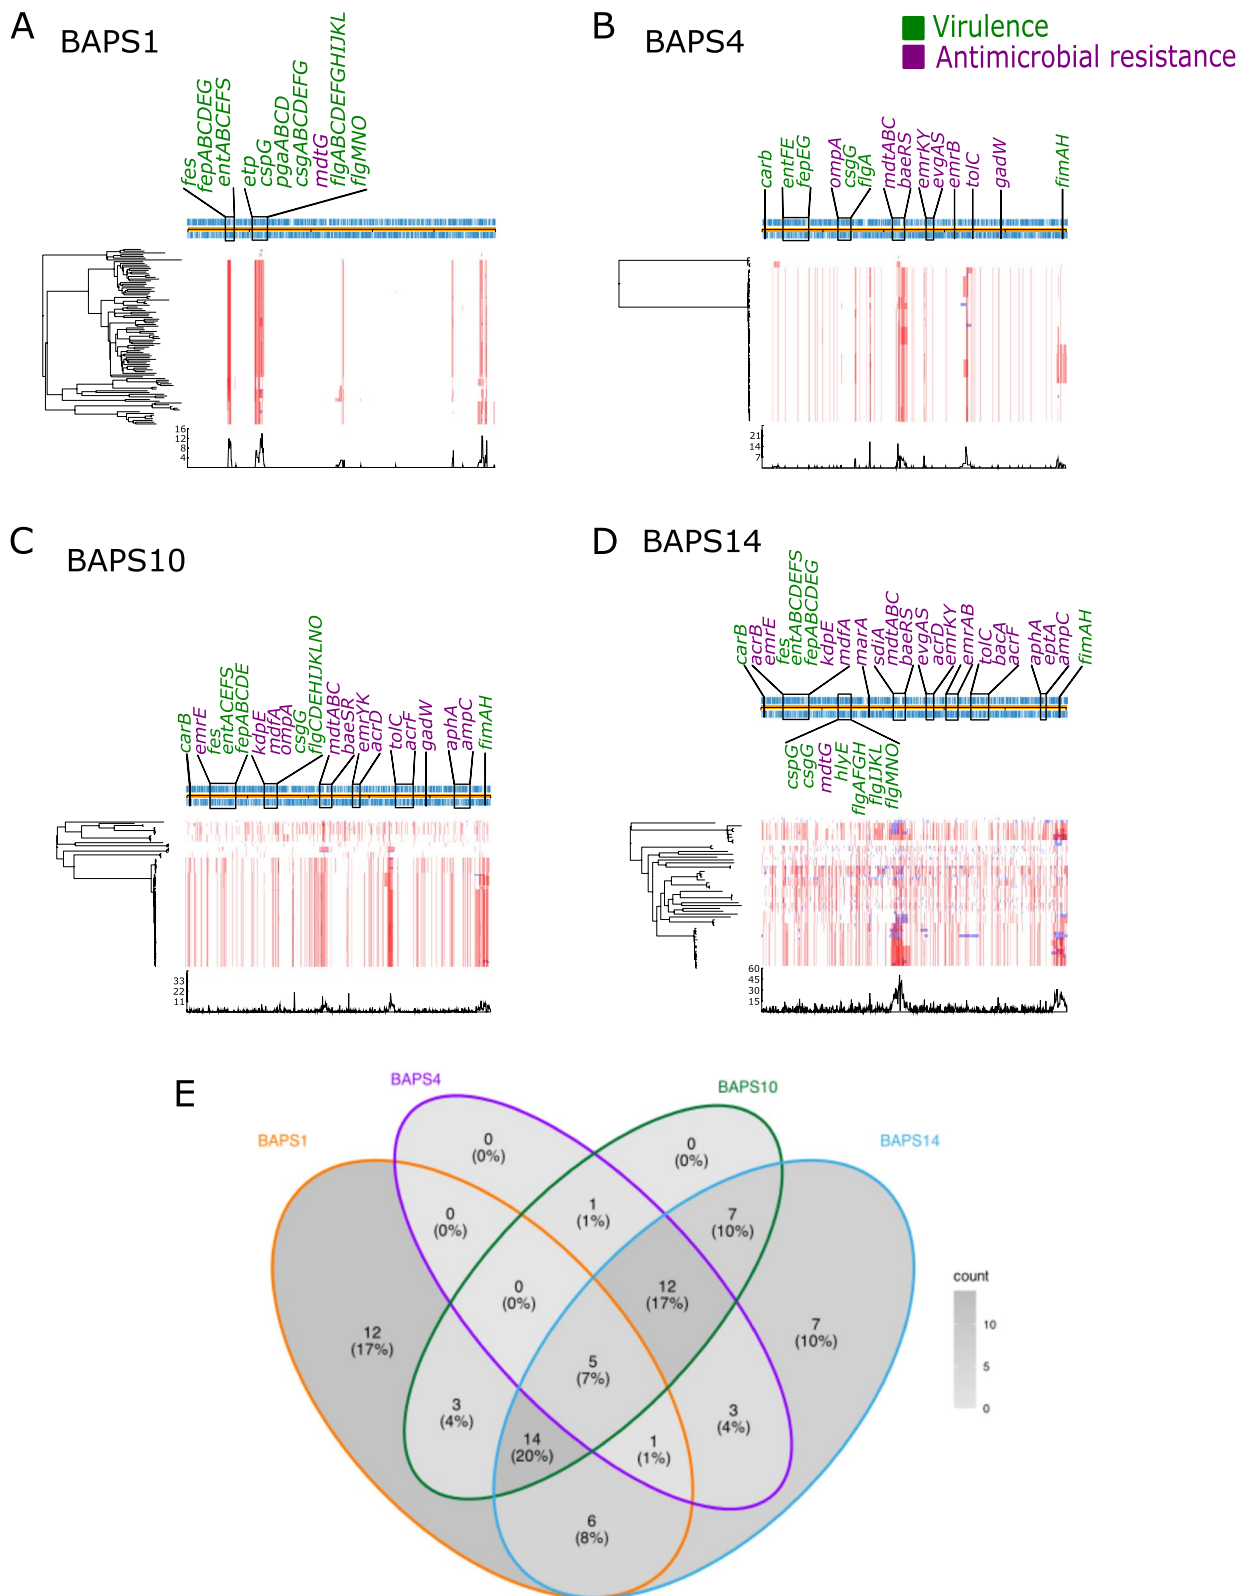 A
BAPS1
fes
fepABCDEG
entABCEFS
etp
cspG
pgaABCD
csgABCDEFG
mdtG
flgABCDEFGHIJKL
flgMNO
16
12
8
4
B
BAPS4
Virulence
Antimicrobial resistance
carb
entFE
fepEG
ompA
csgG
flgA
mdtABC
baeRS
emrKY
evgAS
emrB
tolC
gadW
fimAH
21
14
7
C
BAPS10
carB
emrE
fes
entACEFS
fepABCDE
kdpE
mdfA
ompA
csgG
flgCDEHIJKLNO
mdtABC
baeSR
emrYK
acrD
tolC
acrF
gadW
aphA
ampC
fimAH
33
22
11
D
BAPS14
carB
acrB
emrE
fes
entABCDEFS
fepABCDEG
kdpE
mdfA
marA
sdiA
mdtABC
baeRS
evgAS
acrD
emrKY
emrAB
tolC
bacA
acrF
aphA
eptA
ampC
fimAH
cspG
csgG
mdtG
hlyE
flgAFGH
flgIJKL
flgMNO
60
45
30
15
E
BAPS4
BAPS10
BAPS1
BAPS14
0
(0%)
0
(0%)
0
(0%)
1
(1%)
7
(10%)
0
(0%)
12
(17%)
12
(17%)
7
(10%)
5
(7%)
3
(4%)
3
(4%)
14
(20%)
1
(1%)
6
(8%)
count
10
5
0